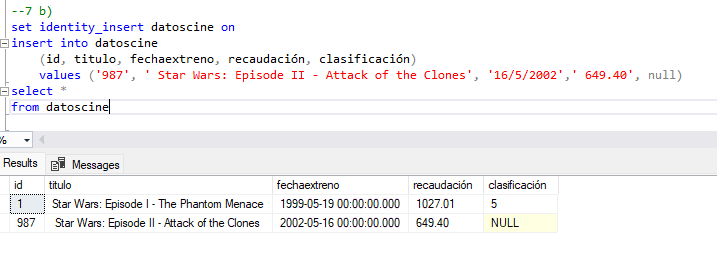 --7 b)
set identity_insert datoscine on
insert into datoscine
(id, titulo, fechaextreno, recaudación, clasificación)
values ('987', ' Star Wars: Episode II - Attack of the Clones', '16/5/2002',' 649.40', null)
select *
from datoscine
%
Results Messages
id titulo fechaextreno recaudación clasificación
1 Star Wars: Episode I - The Phantom Menace 1999-05-19 00:00:00.000 1027.01 5
987 Star Wars: Episode II - Attack of the Clones 2002-05-16 00:00:00.000 649.40 NULL